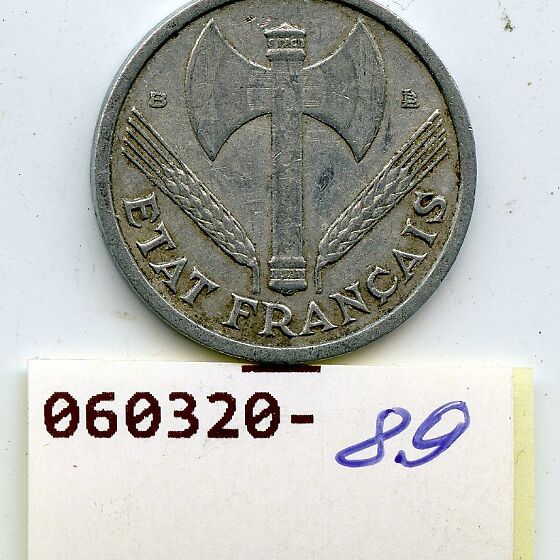 B B
ETAT FRANÇAIS
060320- 89